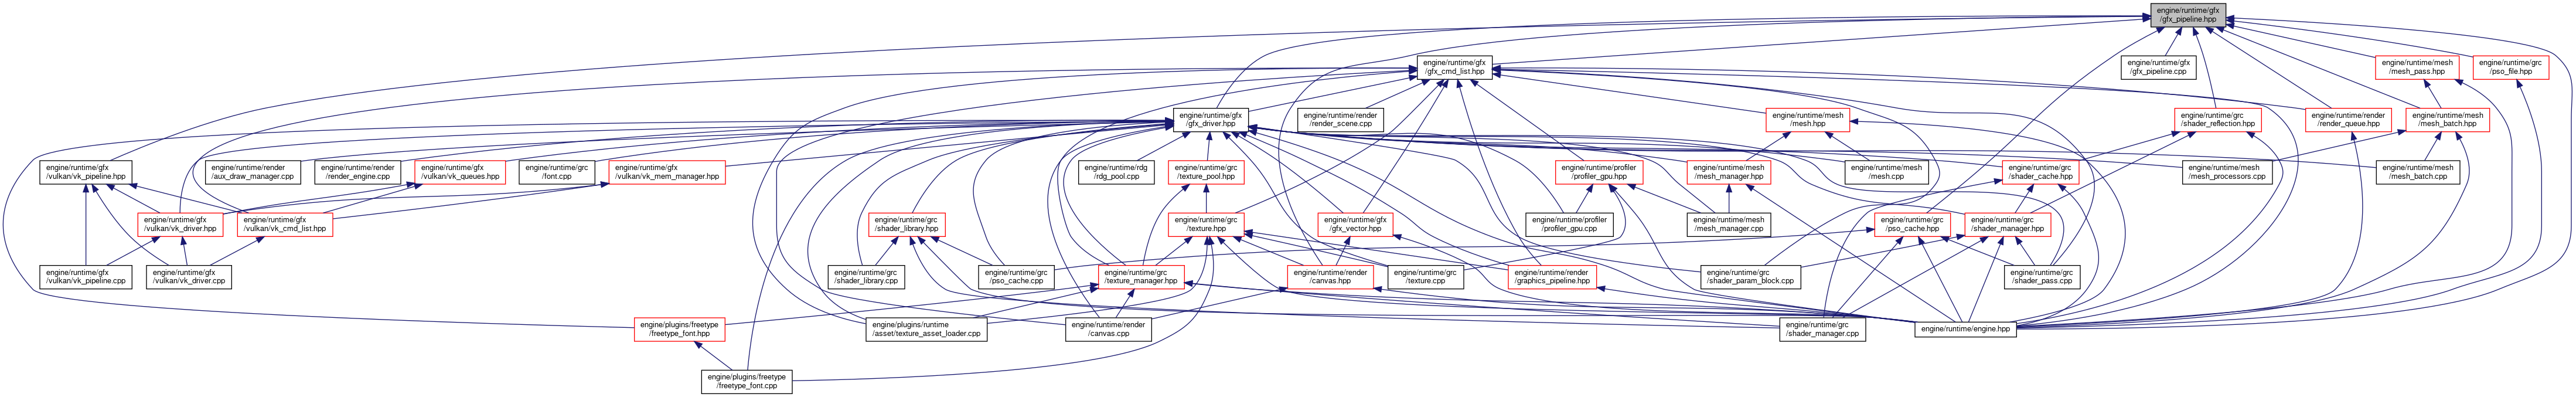 engine/runtime/gfx
/gfx_pipeline.hpp
engine/runtime/gfx
/gfx_cmd_list.hpp
engine/runtime/gfx
/gfx_pipeline.cpp
engine/runtime/mesh
/mesh_pass.hpp
engine/runtime/grc
/pso_file.hpp
engine/runtime/gfx
/gfx_driver.hpp
engine/runtime/render
/render_scene.cpp
engine/runtime/mesh
/mesh.hpp
engine/runtime/grc
/shader_reflection.hpp
engine/runtime/render
/render_queue.hpp
engine/runtime/mesh
/mesh_batch.hpp
engine/runtime/gfx
/vulkan/vk_pipeline.hpp
engine/runtime/render
/aux_draw_manager.cpp
engine/runtime/render
/render_engine.cpp
engine/runtime/gfx
/vulkan/vk_queues.hpp
engine/runtime/grc
/font.cpp
engine/runtime/gfx
/vulkan/vk_mem_manager.hpp
engine/runtime/rdg
/rdg_pool.cpp
engine/runtime/grc
/texture_pool.hpp
engine/runtime/profiler
/profiler_gpu.hpp
engine/runtime/mesh
/mesh_manager.hpp
engine/runtime/mesh
/mesh.cpp
engine/runtime/grc
/shader_cache.hpp
engine/runtime/mesh
/mesh_processors.cpp
engine/runtime/mesh
/mesh_batch.cpp
engine/runtime/gfx
/vulkan/vk_driver.hpp
engine/runtime/gfx
/vulkan/vk_cmd_list.hpp
engine/runtime/grc
/shader_library.hpp
engine/runtime/grc
/texture.hpp
engine/runtime/gfx
/gfx_vector.hpp
engine/runtime/profiler
/profiler_gpu.cpp
engine/runtime/mesh
/mesh_manager.cpp
engine/runtime/grc
/pso_cache.hpp
engine/runtime/grc
/shader_manager.hpp
engine/runtime/gfx
/vulkan/vk_pipeline.cpp
engine/runtime/gfx
/vulkan/vk_driver.cpp
engine/runtime/grc
/shader_library.cpp
engine/runtime/grc
/pso_cache.cpp
engine/runtime/grc
/texture_manager.hpp
engine/runtime/render
/canvas.hpp
engine/runtime/grc
/texture.cpp
engine/runtime/render
/graphics_pipeline.hpp
engine/runtime/grc
/shader_param_block.cpp
engine/runtime/grc
/shader_pass.cpp
engine/plugins/freetype
/freetype_font.hpp
engine/plugins/runtime
/asset/texture_asset_loader.cpp
engine/runtime/render
/canvas.cpp
engine/runtime/grc
/shader_manager.cpp
engine/runtime/engine.hpp
engine/plugins/freetype
/freetype_font.cpp